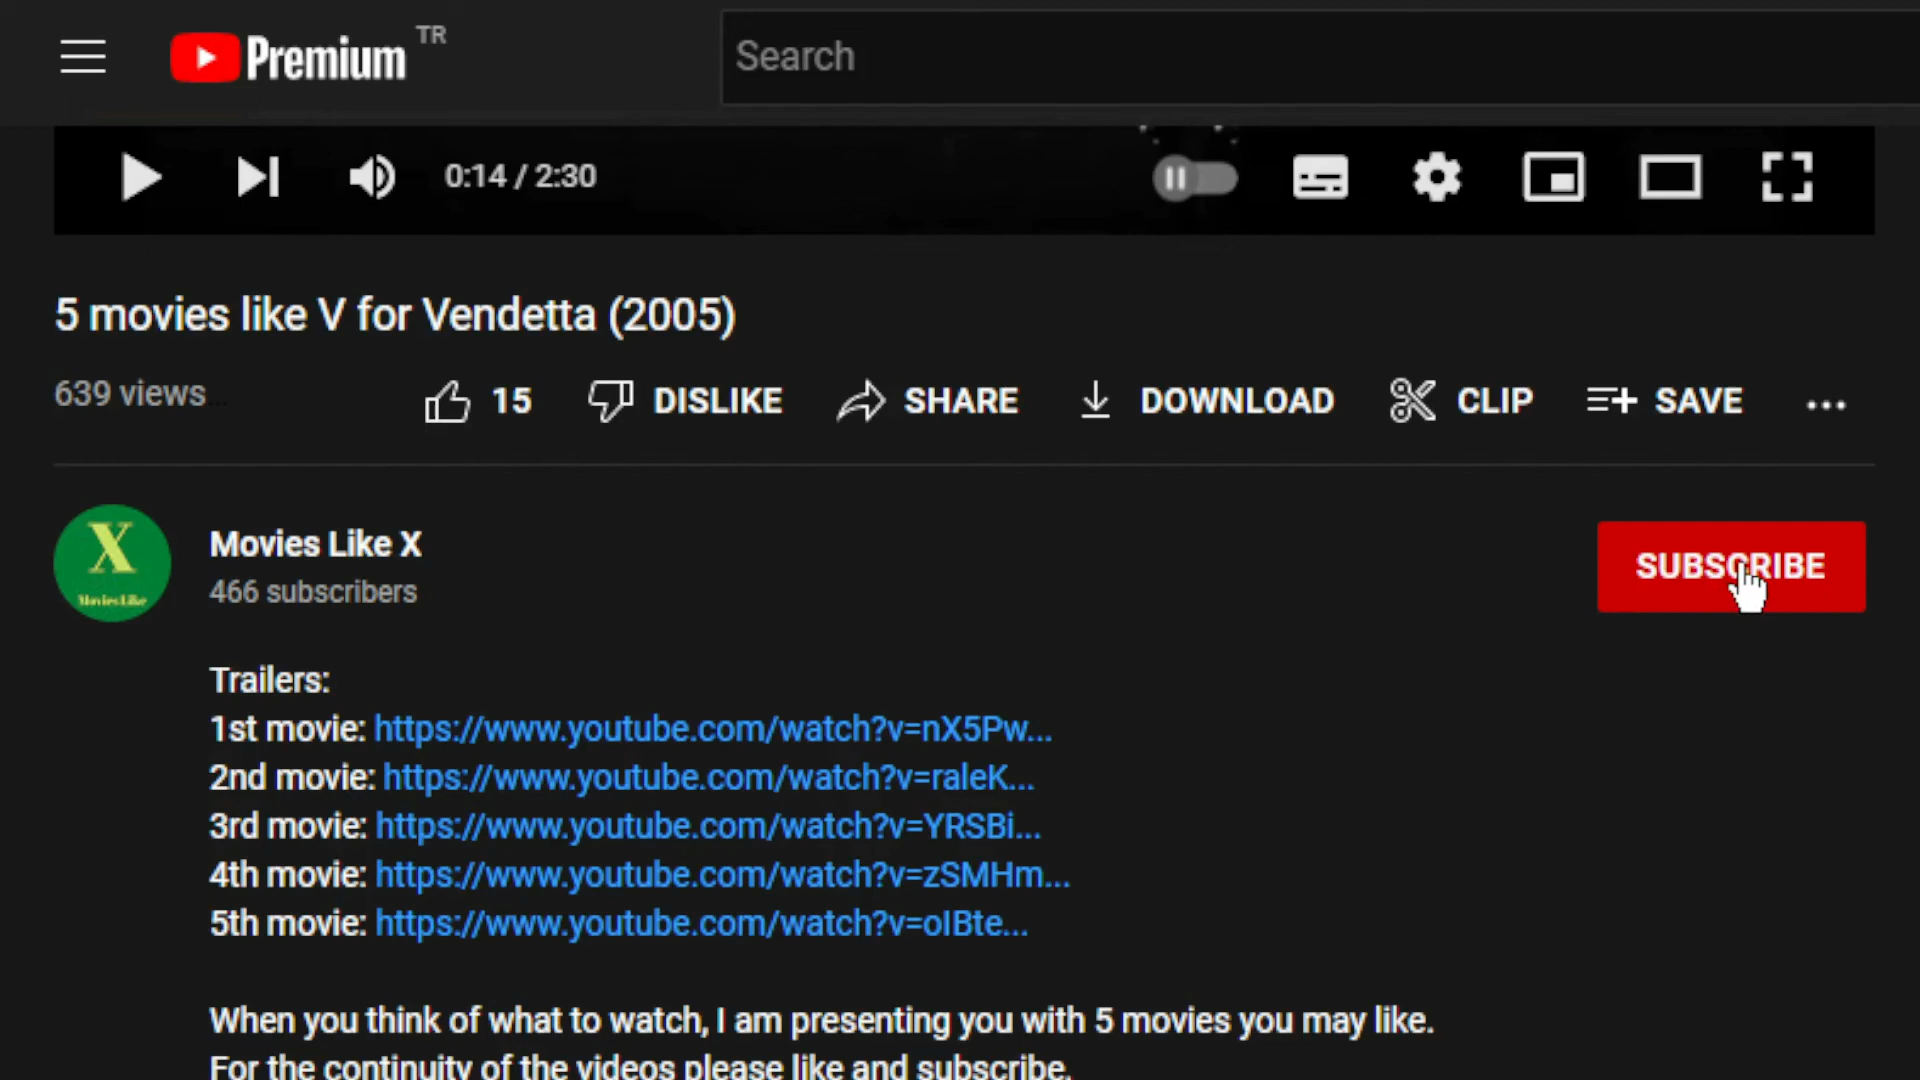 Premium TR
Search
0:14 / 2:30
5 movies like V for Vendetta (2005)
639 views
15 DISLIKE SHARE DOWNLOAD CLIP SAVE
X
Movies Like
Movies Like X
466 subscribers
SUBSCRIBE
Trailers:
1st movie: https://www.youtube.com/watch?v=nX5Pw...
2nd movie: https://www.youtube.com/watch?v=raleK...
3rd movie: https://www.youtube.com/watch?v=YRSBi...
4th movie: https://www.youtube.com/watch?v=zSMHm...
5th movie: https://www.youtube.com/watch?v=oIBte...
When you think of what to watch, I am presenting you with 5 movies you may like.
For the continuity of the videos please like and subscribe.